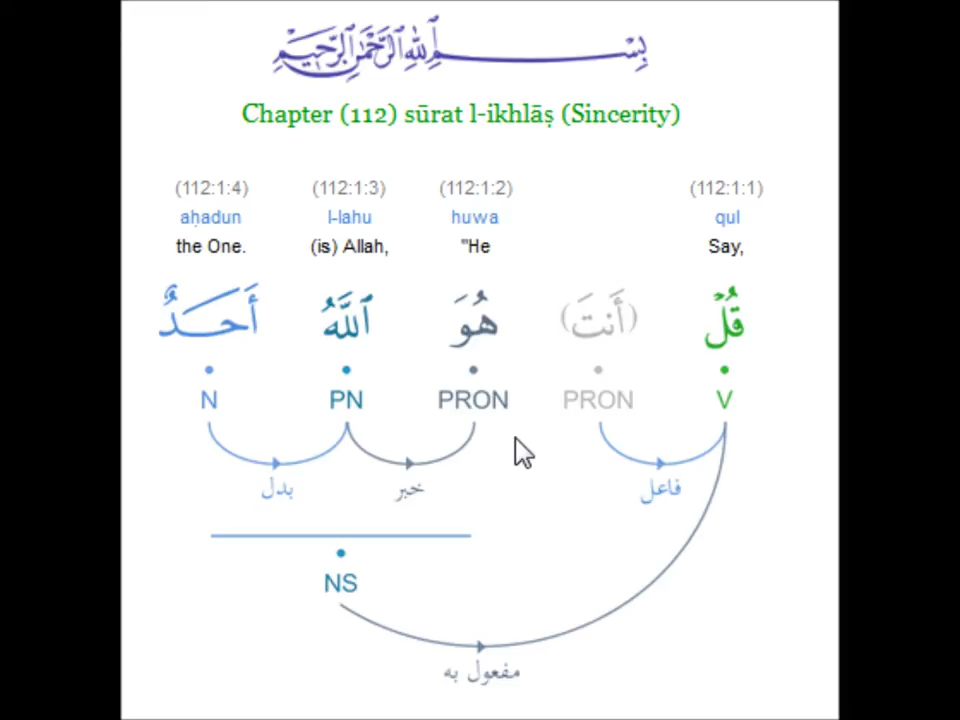 بِسْمِ ٱللَّهِ ٱلرَّحْمَٰنِ ٱلرَّحِيمِ
Chapter (112) sūrat l-ikhlāṣ (Sincerity)
(112:1:4) (112:1:3) (112:1:2) (112:1:1)
aḥadun l-lahu huwa qul
the One. (is) Allah, "He Say,
قُلْ (أَنتَ) هُوَ ٱللَّهُ أَحَدٌ
N PN PRON PRON V
فاعل خبر بدل
NS
مفعول به